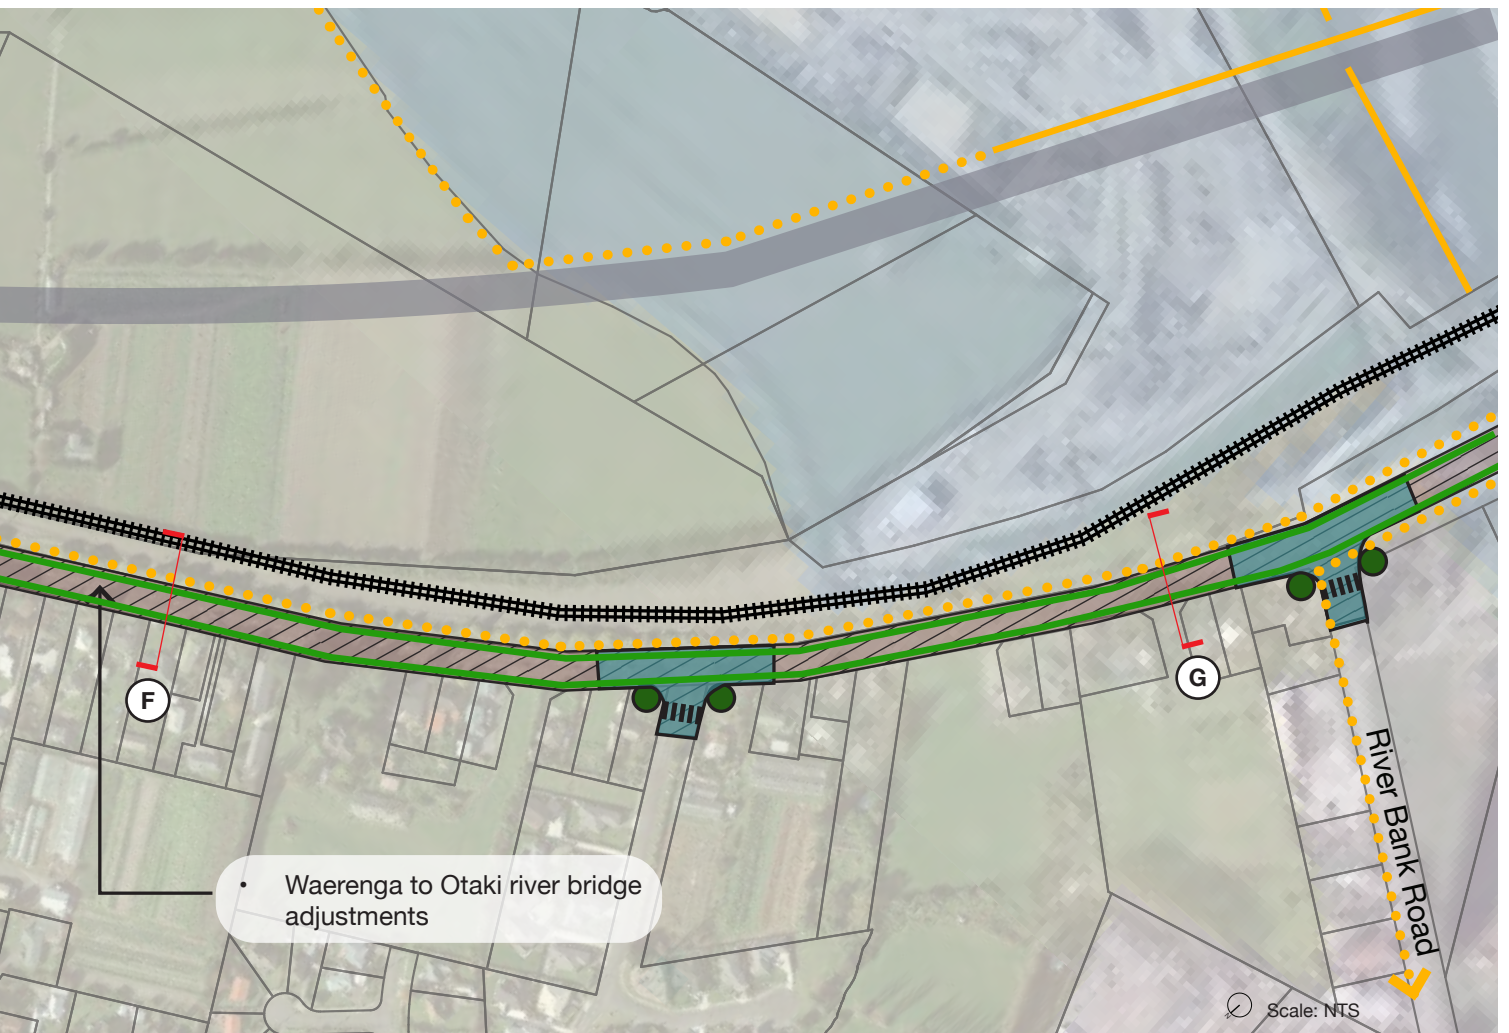 F
G
River Bank Road
• Waerenga to Otaki river bridge
adjustments
Scale: NTS